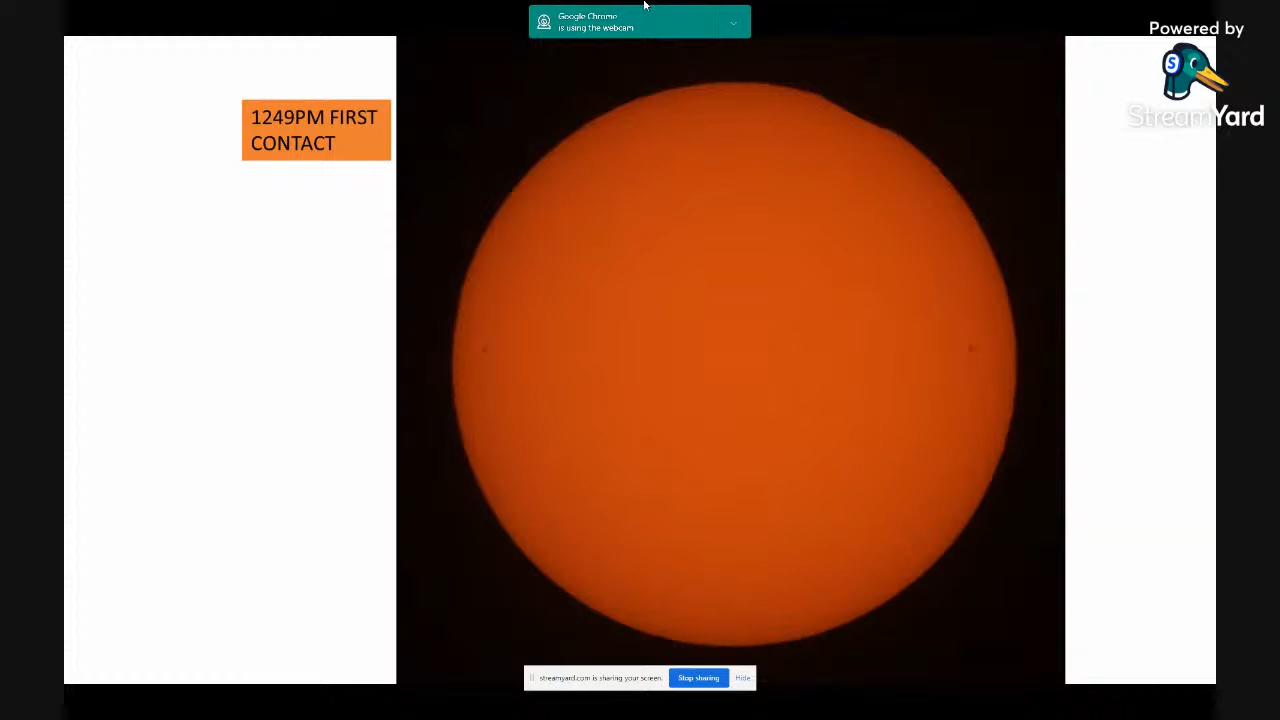 Google Chrome
is using the webcam
Powered by
S
StreamYard
1249PM FIRST
CONTACT
streamyard.com is sharing your screen.
Stop sharing
Hide